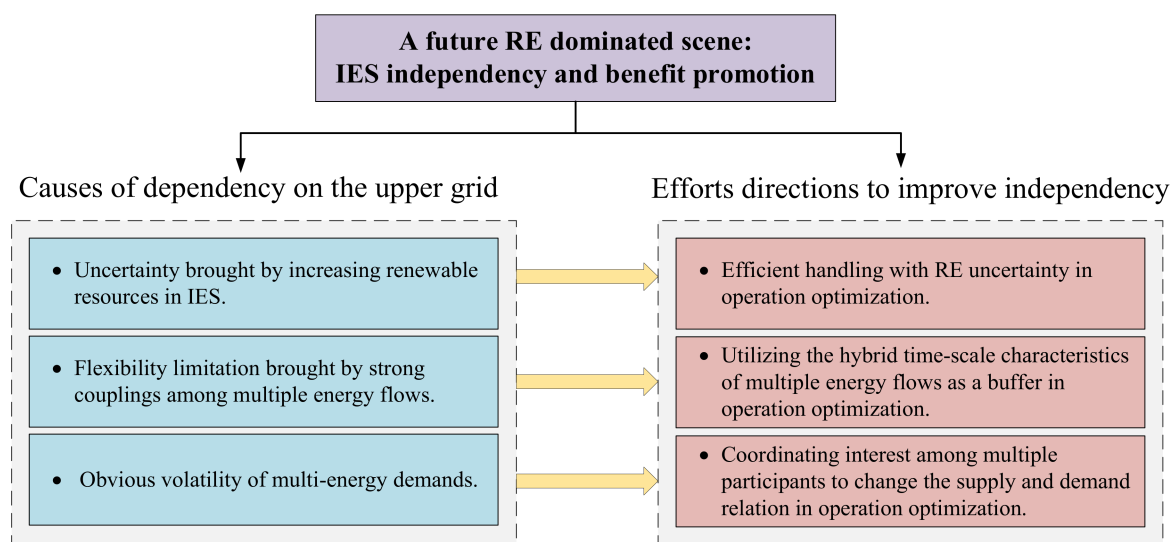 A future RE dominated scene:
IES independency and benefit promotion
Causes of dependency on the upper grid
• Uncertainty brought by increasing renewable
resources in IES.
• Flexibility limitation brought by strong
couplings among multiple energy flows.
• Obvious volatility of multi-energy demands.
Efforts directions to improve independency
• Efficient handling with RE uncertainty in
operation optimization.
• Utilizing the hybrid time-scale characteristics
of multiple energy flows as a buffer in
operation optimization.
• Coordinating interest among multiple
participants to change the supply and demand
relation in operation optimization.